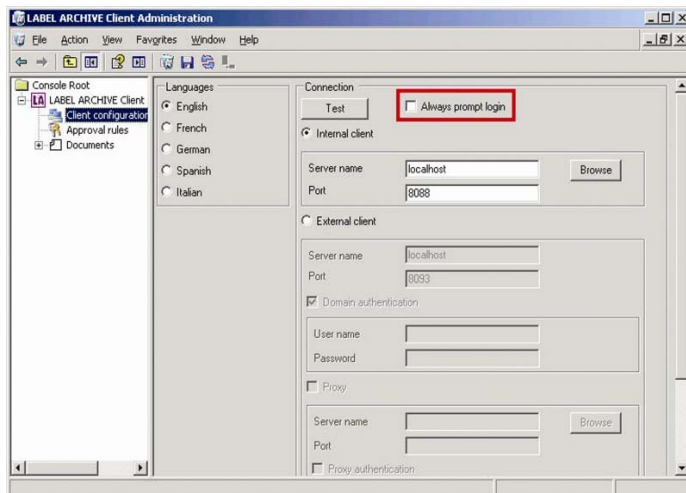 LABEL ARCHIVE Client Administration
File Action View Favorites Window Help
Console Root
LA LABEL ARCHIVE Client
Client configuration
Approval rules
Documents
Languages
English
French
German
Spanish
Italian
Connection
Test
Always prompt login
Internal client
Server name localhost Browse
Port 8088
External client
Server name localhost
Port 8093
Domain authentication
User name
Password
Proxy
Server name Browse
Port
Proxy authentication